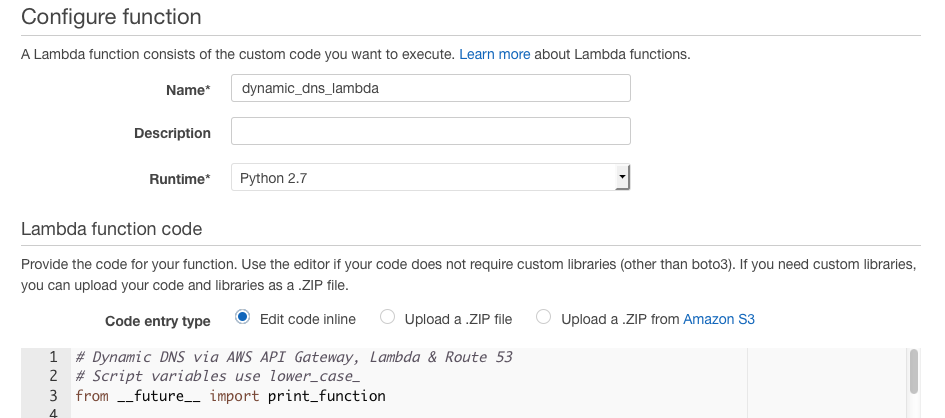 Configure function
A Lambda function consists of the custom code you want to execute. Learn more about Lambda functions.
Name* dynamic_dns_lambda
Description
Runtime* Python 2.7
Lambda function code
Provide the code for your function. Use the editor if your code does not require custom libraries (other than boto3). If you need custom libraries,
you can upload your code and libraries as a .ZIP file.
Code entry type Edit code inline Upload a .ZIP file Upload a .ZIP from Amazon S3
1 # Dynamic DNS via AWS API Gateway, Lambda & Route 53
2 # Script variables use lower_case_
3 from __future__ import print_function
4